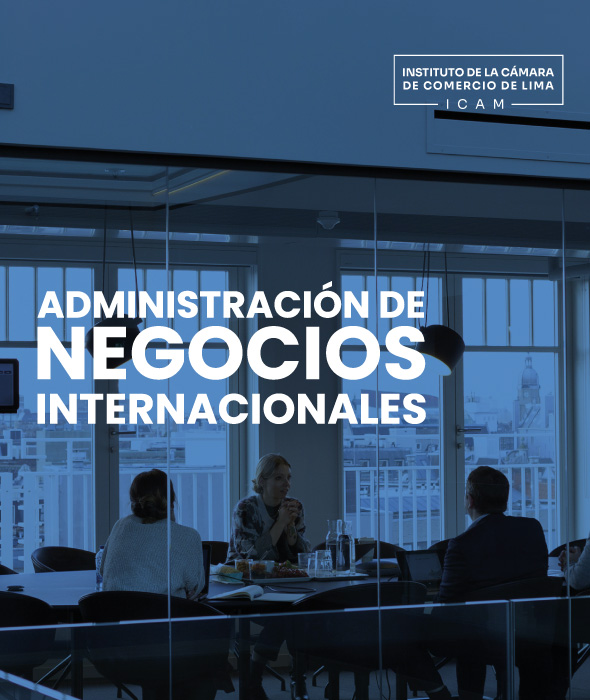 INSTITUTO DE LA CÁMARA
DE COMERCIO DE LIMA
ICAM
ADMINISTRACIÓN DE
NEGOCIOS
INTERNACIONALES